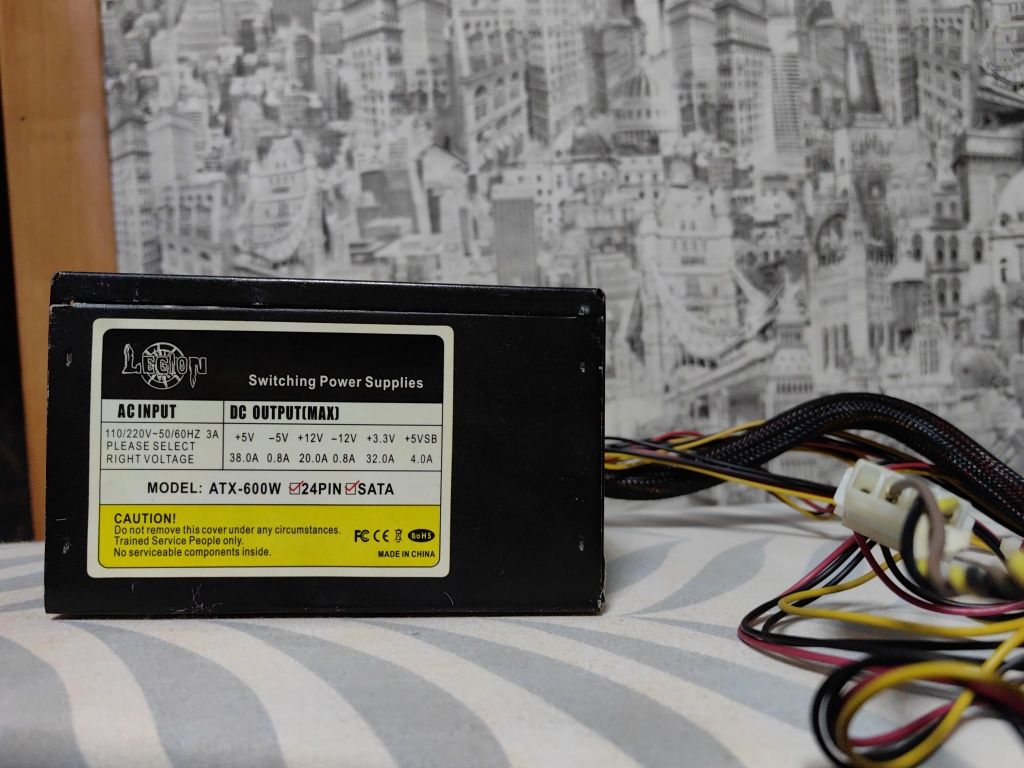 LEGION
Switching Power Supplies
AC INPUT
DC OUTPUT(MAX)
110/220V~50/60HZ 3A
PLEASE SELECT
RIGHT VOLTAGE
+5V -5V +12V -12V +3.3V +5VSB
38.0A 0.8A 20.0A 0.8A 32.0A 4.0A
MODEL: ATX-600W ☑24PIN ☑SATA
CAUTION!
Do not remove this cover under any circumstances.
Trained Service People only.
No serviceable components inside.
FC CE RoHS
MADE IN CHINA